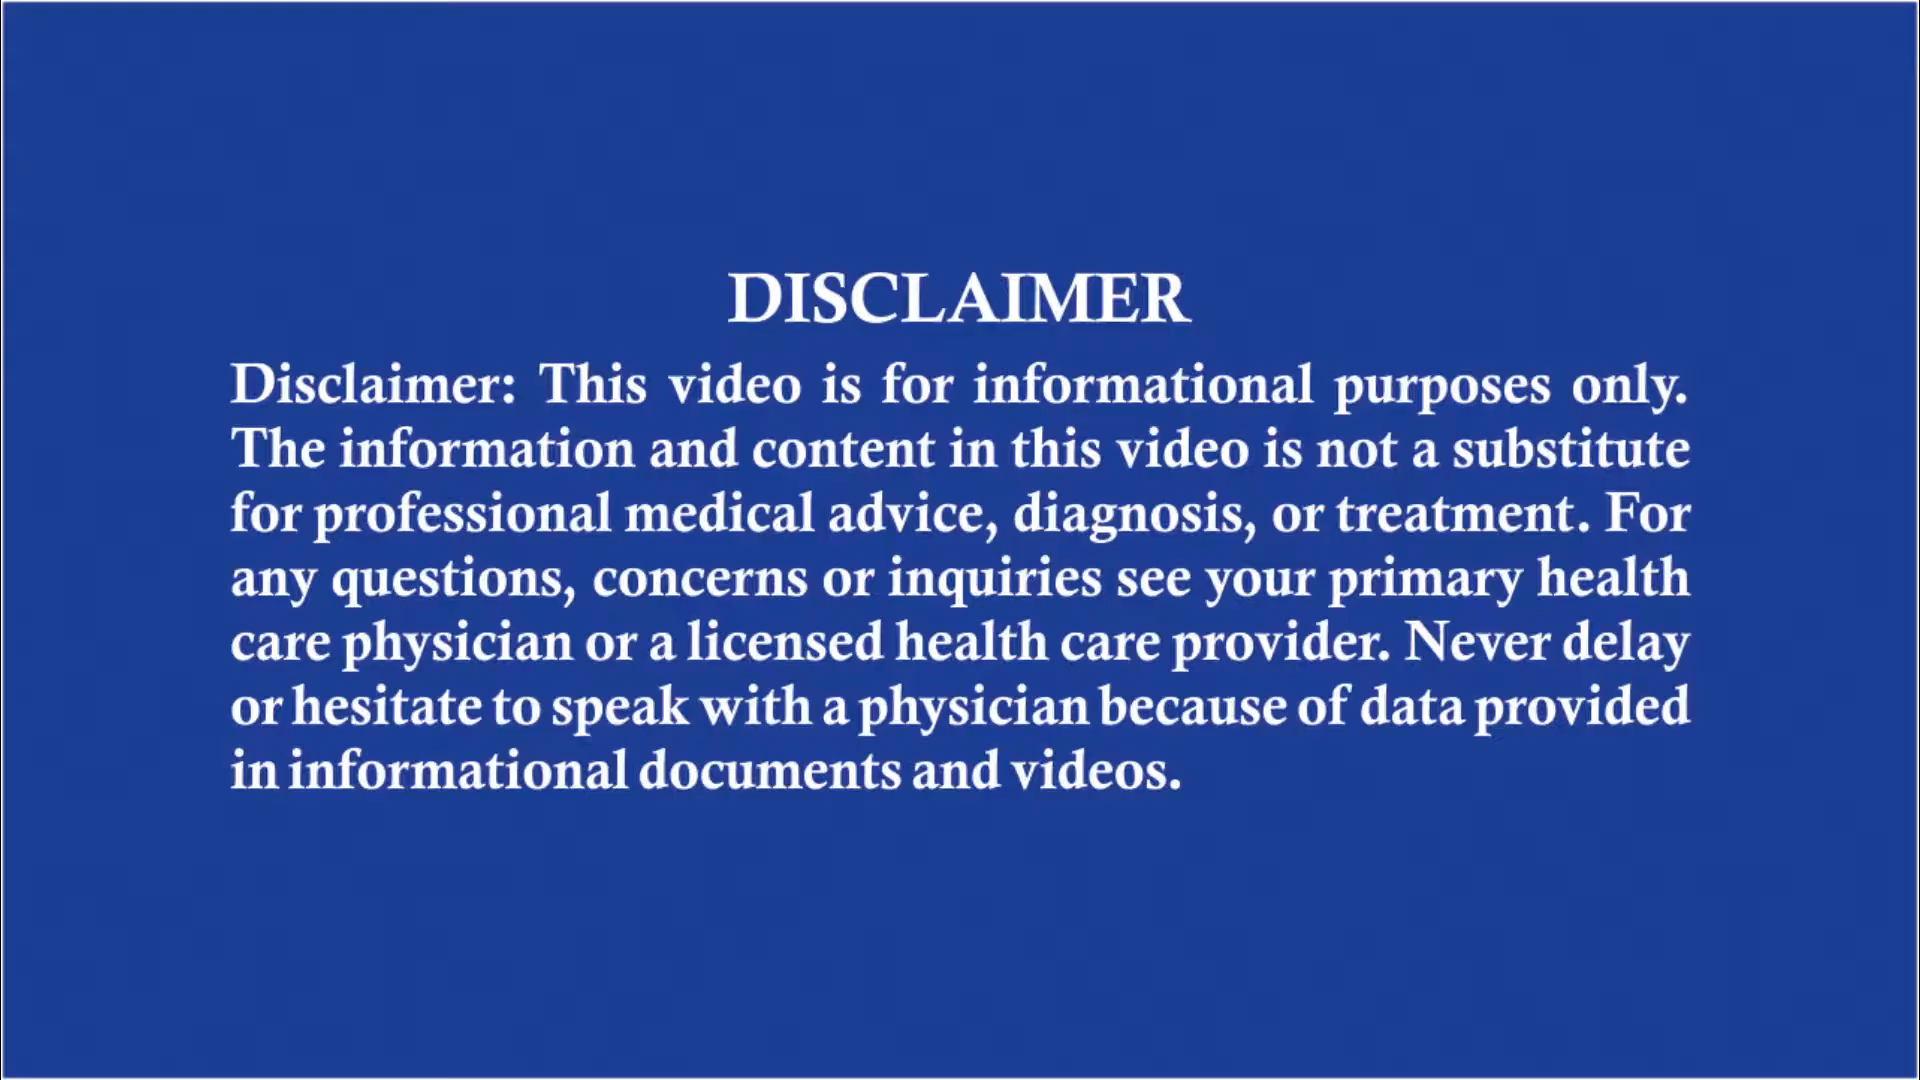 DISCLAIMER
Disclaimer: This video is for informational purposes only.
The information and content in this video is not a substitute
for professional medical advice, diagnosis, or treatment. For
any questions, concerns or inquiries see your primary health
care physician or a licensed health care provider. Never delay
or hesitate to speak with a physician because of data provided
in informational documents and videos.